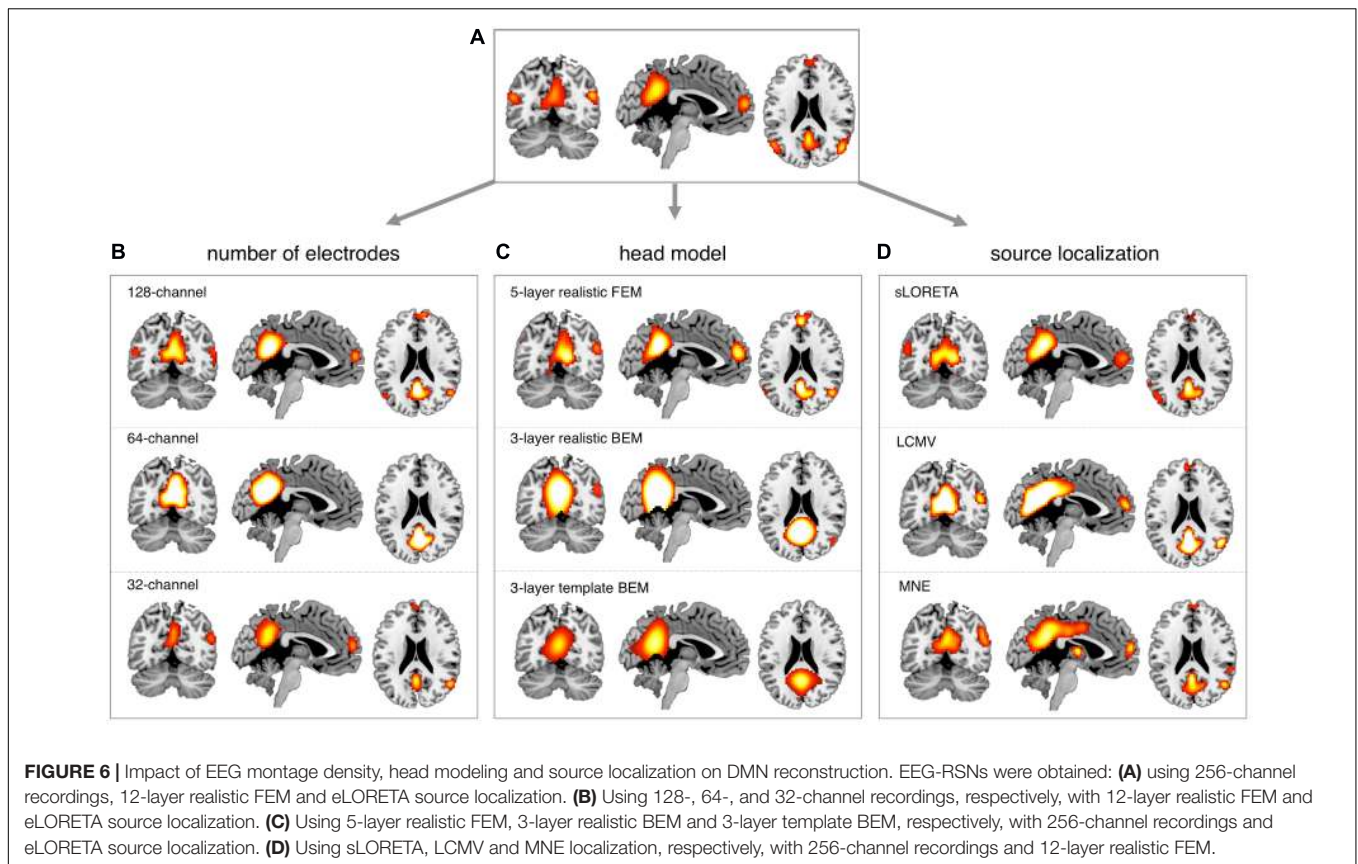 A
B
number of electrodes
C
head model
D
source localization
128-channel
5-layer realistic FEM
sLORETA
64-channel
3-layer realistic BEM
LCMV
32-channel
3-layer template BEM
MNE
FIGURE 6 | Impact of EEG montage density, head modeling and source localization on DMN reconstruction. EEG-RSNs were obtained: (A) using 256-channel
recordings, 12-layer realistic FEM and eLORETA source localization. (B) Using 128-, 64-, and 32-channel recordings, respectively, with 12-layer realistic FEM and
eLORETA source localization. (C) Using 5-layer realistic FEM, 3-layer realistic BEM and 3-layer template BEM, respectively, with 256-channel recordings and
eLORETA source localization. (D) Using sLORETA, LCMV and MNE localization, respectively, with 256-channel recordings and 12-layer realistic FEM.